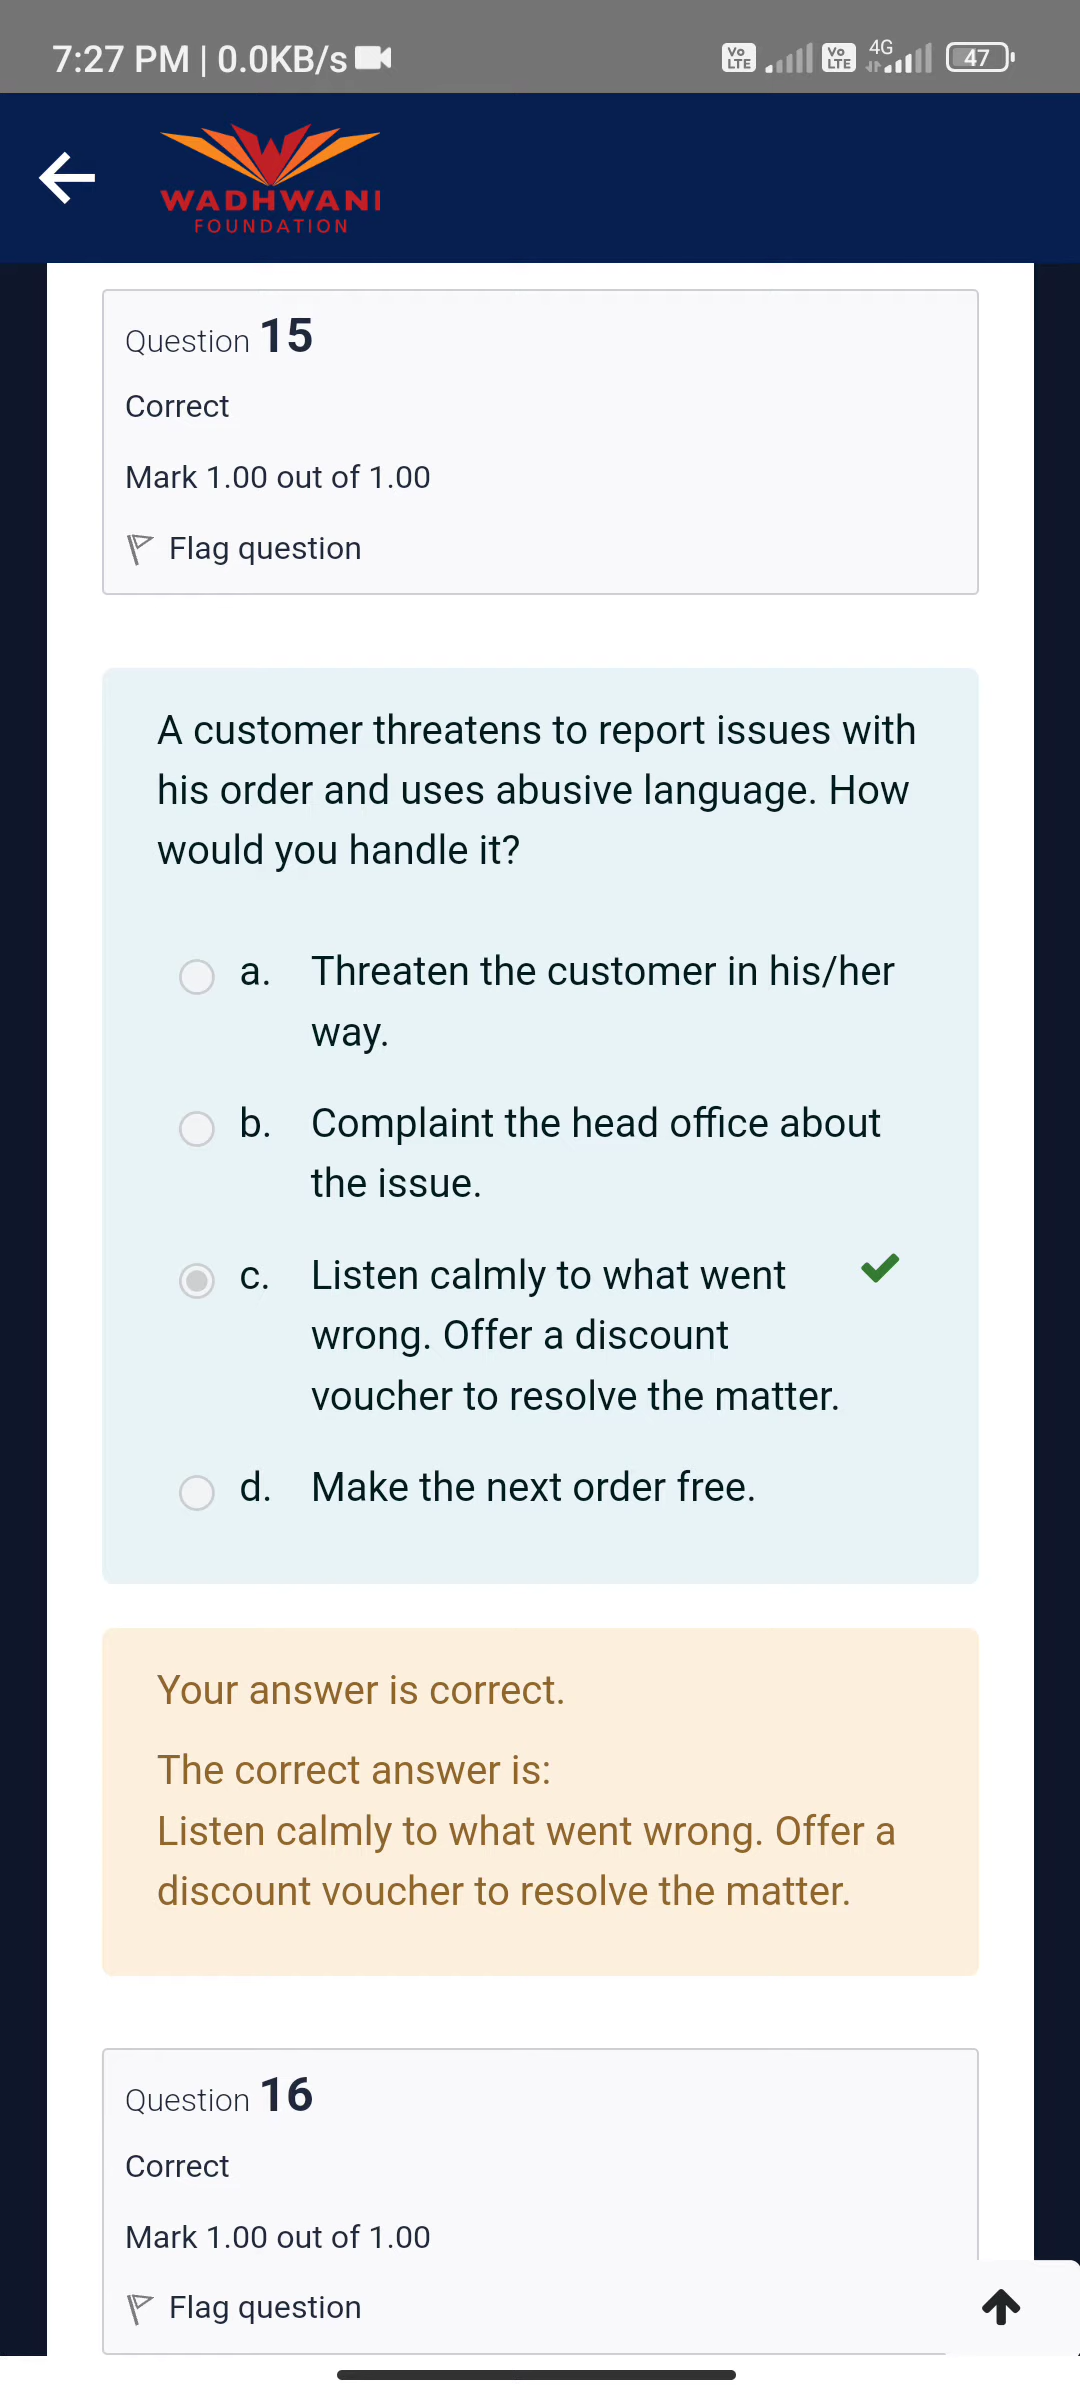 7:27 PM | 0.0KB/s
Vo LTE
Vo LTE
4G
47
WADHWANI
FOUNDATION
Question 15
Correct
Mark 1.00 out of 1.00
Flag question
A customer threatens to report issues with
his order and uses abusive language. How
would you handle it?
a. Threaten the customer in his/her
way.
b. Complaint the head office about
the issue.
c. Listen calmly to what went
wrong. Offer a discount
voucher to resolve the matter.
d. Make the next order free.
Your answer is correct.
The correct answer is:
Listen calmly to what went wrong. Offer a
discount voucher to resolve the matter.
Question 16
Correct
Mark 1.00 out of 1.00
Flag question